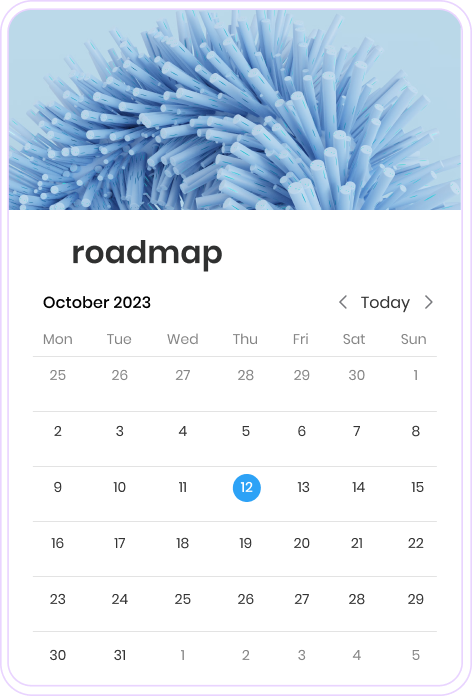 roadmap
October 2023 Today
Mon Tue Wed Thu Fri Sat Sun
25 26 27 28 29 30 1
2 3 4 5 6 7 8
9 10 11 12 13 14 15
16 17 18 19 20 21 22
23 24 25 26 27 28 29
30 31 1 2 3 4 5